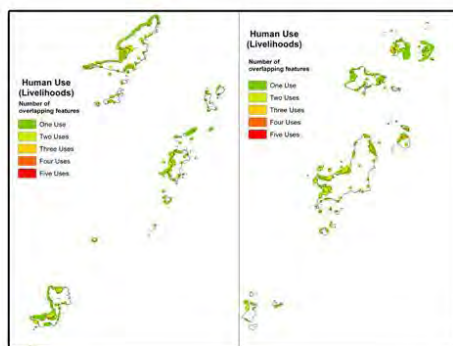 Human Use
(Livelihoods)
Number of
overlapping features
One Use
Two Uses
Three Uses
Four Uses
Five Uses
Human Use
(Livelihoods)
Number of
overlapping features
One Use
Two Uses
Three Uses
Four Uses
Five Uses